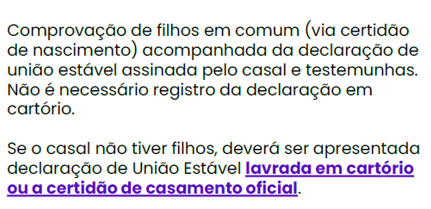 Comprovação de filhos em comum (via certidão
de nascimento) acompanhada da declaração de
união estável assinada pelo casal e testemunhas.
Não é necessário registro da declaração em
cartório.
Se o casal não tiver filhos, deverá ser apresentada
declaração de União Estável lavrada em cartório
ou a certidão de casamento oficial.